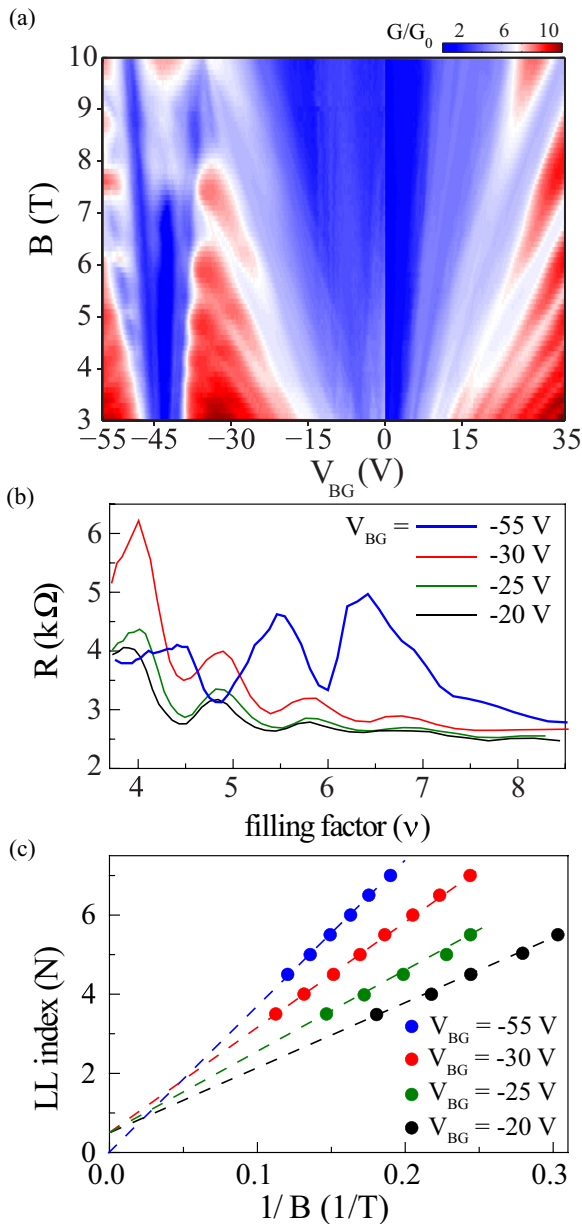 (a)
G/G0
2 6 10
10
9
8
7
6
5
4
3
B (T)
−55 −45 −30 −15 0 15 35
VBG (V)
(b)
VBG = -55 V
-30 V
-25 V
-20 V
6
5
4
3
2
R (kΩ)
4 5 6 7 8
filling factor (ν)
(c)
6
4
2
0
LL index (N)
VBG = -55 V
VBG = -30 V
VBG = -25 V
VBG = -20 V
0.0 0.1 0.2 0.3
1/ B (1/T)